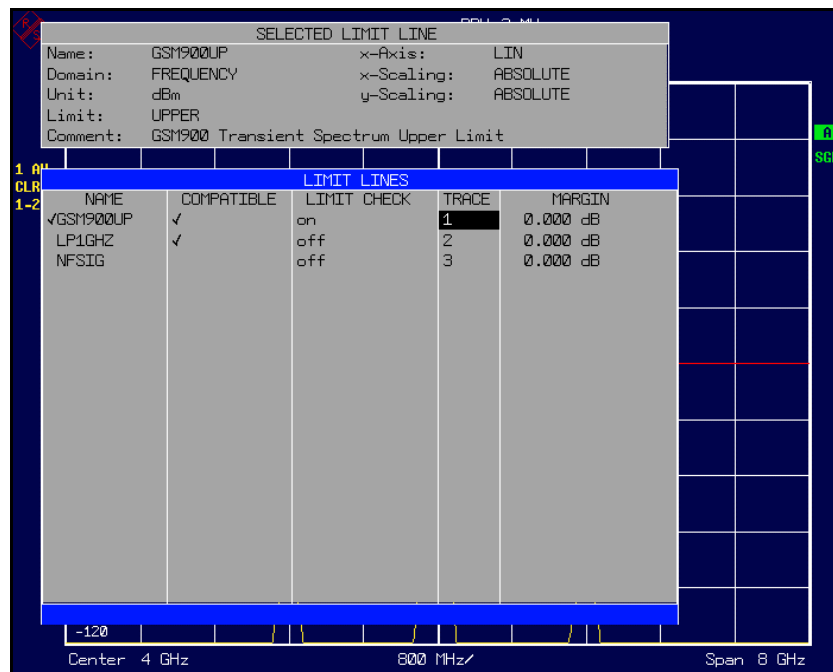 SELECTED LIMIT LINE
Name: GSM900UP x-Axis: LIN
Domain: FREQUENCY x-Scaling: ABSOLUTE
Unit: dBm y-Scaling: ABSOLUTE
Limit: UPPER
Comment: GSM900 Transient Spectrum Upper Limit
A
SGL
1 AV
CLR
1-2
LIMIT LINES
NAME COMPATIBLE LIMIT CHECK TRACE MARGIN
✓GSM900UP ✓ on 1 0.000 dB
LP1GHZ ✓ off 2 0.000 dB
NFSIG off 3 0.000 dB
-120
Center 4 GHz 800 MHz/ Span 8 GHz